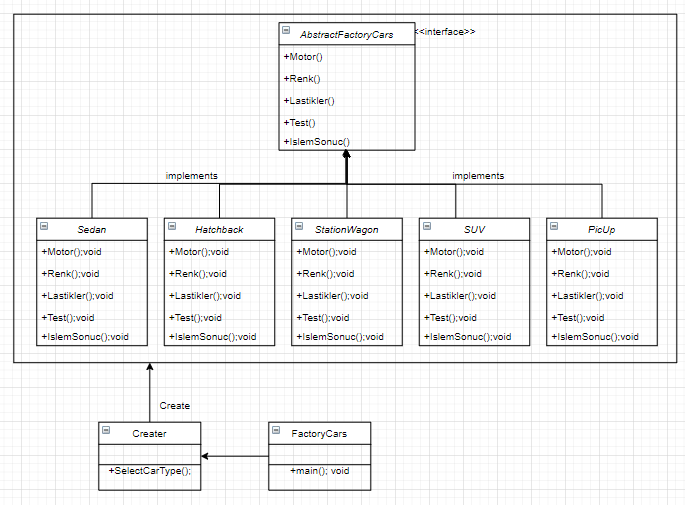 AbstractFactoryCars
<<interface>>
+Motor()
+Renk()
+Lastikler()
+Test()
+IslemSonuc()
implements
implements
Sedan
+Motor();void
+Renk();void
+Lastikler();void
+Test();void
+IslemSonuc();void
Hatchback
+Motor();void
+Renk();void
+Lastikler();void
+Test();void
+IslemSonuc();void
StationWagon
+Motor();void
+Renk();void
+Lastikler();void
+Test();void
+IslemSonuc();void
SUV
+Motor();void
+Renk();void
+Lastikler();void
+Test();void
+IslemSonuc();void
PicUp
+Motor();void
+Renk();void
+Lastikler();void
+Test();void
+IslemSonuc();void
Create
Creater
+SelectCarType();
FactoryCars
+main(); void